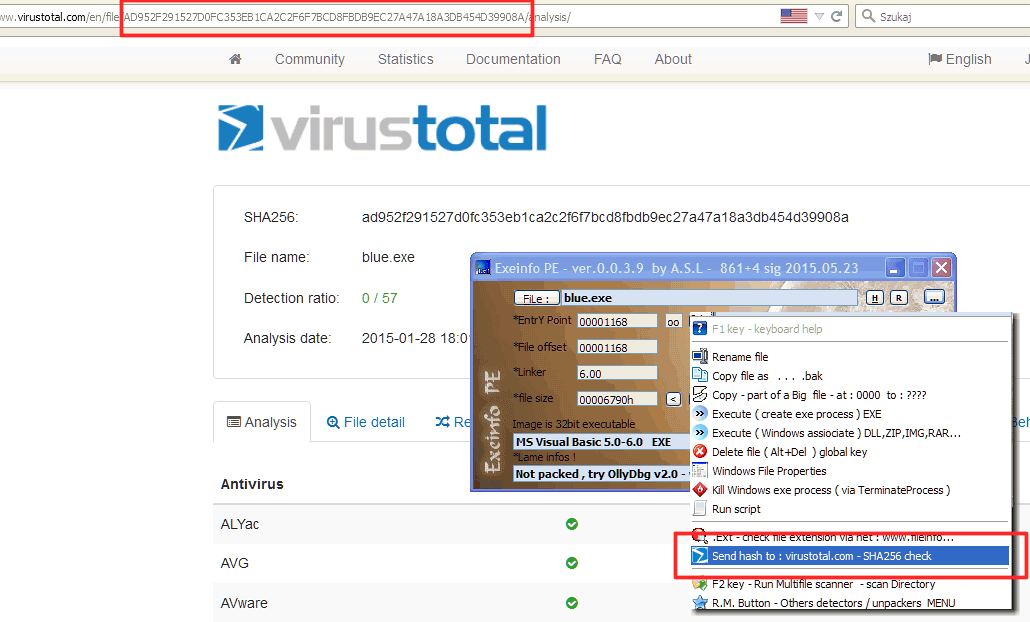 ww.virustotal.com/en/file/AD952F291527D0FC353EB1CA2C2F6F7BCD8FBDB9EC27A47A18A3DB454D39908A/analysis/
Szukaj
Community Statistics Documentation FAQ About English
virustotal
SHA256: ad952f291527d0fc353eb1ca2c2f6f7bcd8fbdb9ec27a47a18a3db454d39908a
File name: blue.exe
Detection ratio: 0 / 57
Analysis date: 2015-01-28 18:01
Analysis File detail Re
Antivirus
ALYac
AVG
AVware
Exeinfo PE - ver.0.0.3.9 by A.S.L - 861+4 sig 2015.05.23
FiLe : blue.exe H R ...
*EntrY Point 00001168 oo
*File offset 00001168
*Linker 6.00
*file size 00006790h <
Image is 32bit executable
MS Visual Basic 5.0-6.0 EXE
*Lame infos !
Not packed , try OllyDbg v2.0 -
Exeinfo PE
F1 key - keyboard help
Rename file
Copy file as . . . .bak
Copy - part of a Big file - at : 0000 to : ????
Execute ( create exe process ) EXE
Execute ( Windows assiociate ) DLL,ZIP,IMG,RAR...
Delete file ( Alt+Del ) global key
Windows File Properties
Kill Windows exe process ( via TerminateProcess )
Run script
.Ext - check file extension via net : www.fileinfo...
Send hash to : virustotal.com - SHA256 check
F2 key - Run Multifile scanner - scan Directory
R.M. Button - Others detectors / unpackers MENU